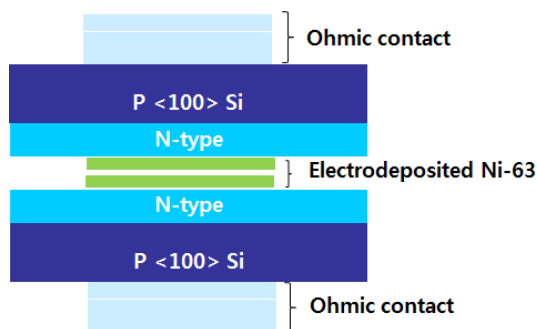 Ohmic contact
P <100> Si
N-type
Electrodeposited Ni-63
N-type
P <100> Si
Ohmic contact